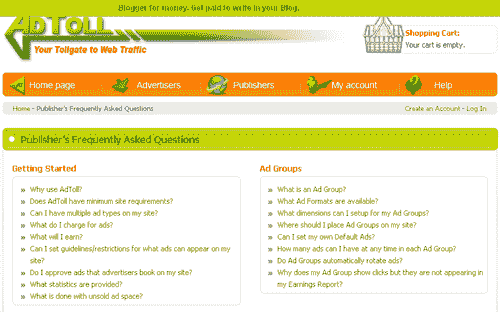 Blogger for money. Get paid to write in your Blog.
ADTOLL
Your Tollgate to Web Traffic
Shopping Cart:
Your cart is empty.
Home page
Advertisers
Publishers
My account
Help
Home - Publisher's Frequently Asked Questions
Create an Account - Log In
Publisher's Frequently Asked Questions
Getting Started
» Why use AdToll?
» Does AdToll have minimum site requirements?
» Can I have multiple ad types on my site?
» What do I charge for ads?
» What will I earn?
» Can I set guidelines/restrictions for what ads can appear on my
site?
» Do I approve ads that advertisers book on my site?
» What statistics are provided?
» What is done with unsold ad space?
Ad Groups
» What is an Ad Group?
» What Ad Formats are available?
» What dimensions can I setup for my Ad Groups?
» Where should I place Ad Groups on my site?
» Can I set my own Default Ads?
» How many ads can I have at any time in each Ad Group?
» Do Ad Groups automatically rotate ads?
» Why does my Ad Group show clicks but they are not appearing in
my Earnings Report?